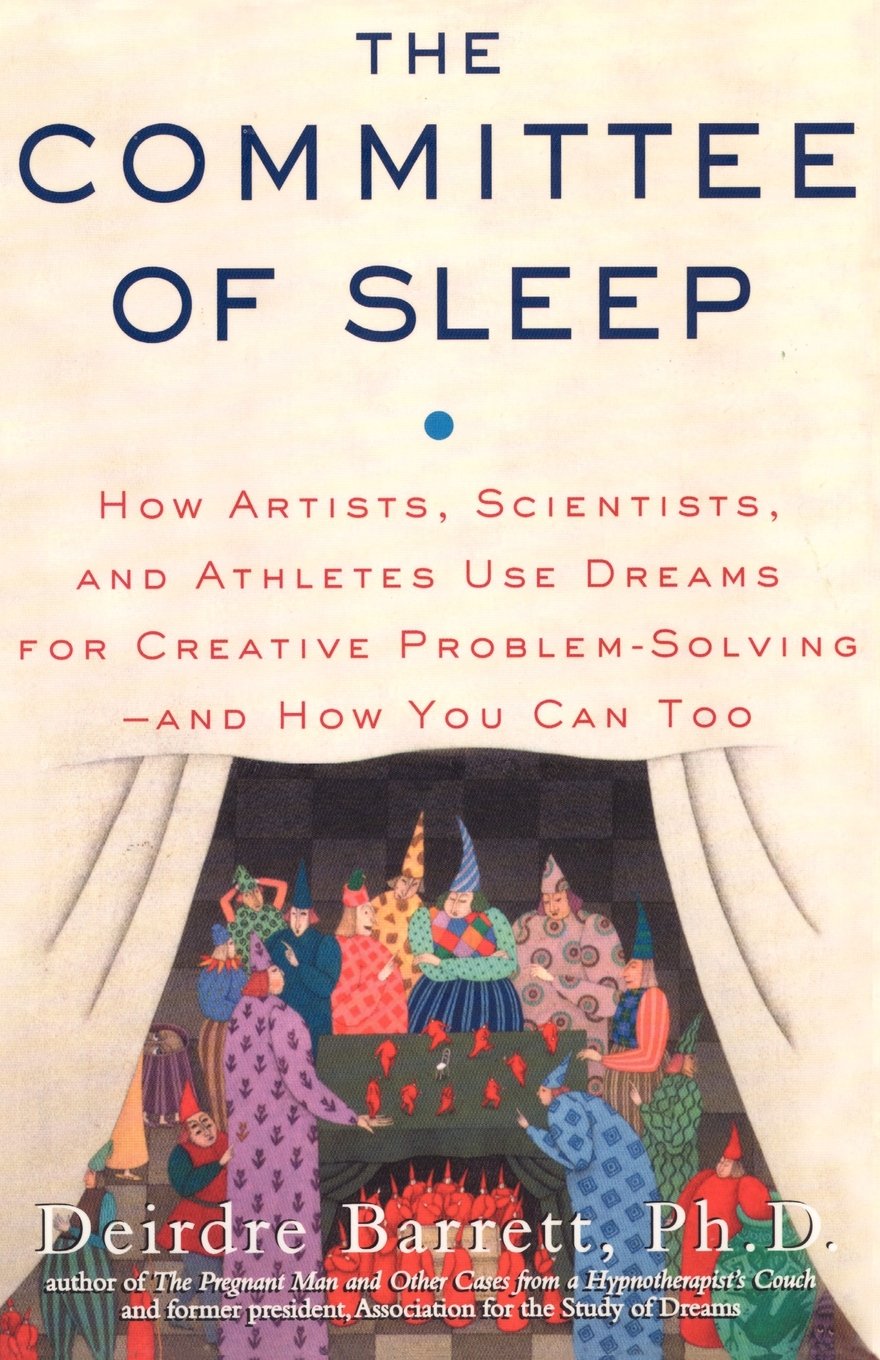 THE
COMMITTEE
OF SLEEP
HOW ARTISTS, SCIENTISTS,
AND ATHLETES USE DREAMS
FOR CREATIVE PROBLEM-SOLVING
—AND HOW YOU CAN TOO
Deirdre Barrett, Ph.D.
author of The Pregnant Man and Other Cases from a Hypnotherapist's Couch
and former president, Association for the Study of Dreams